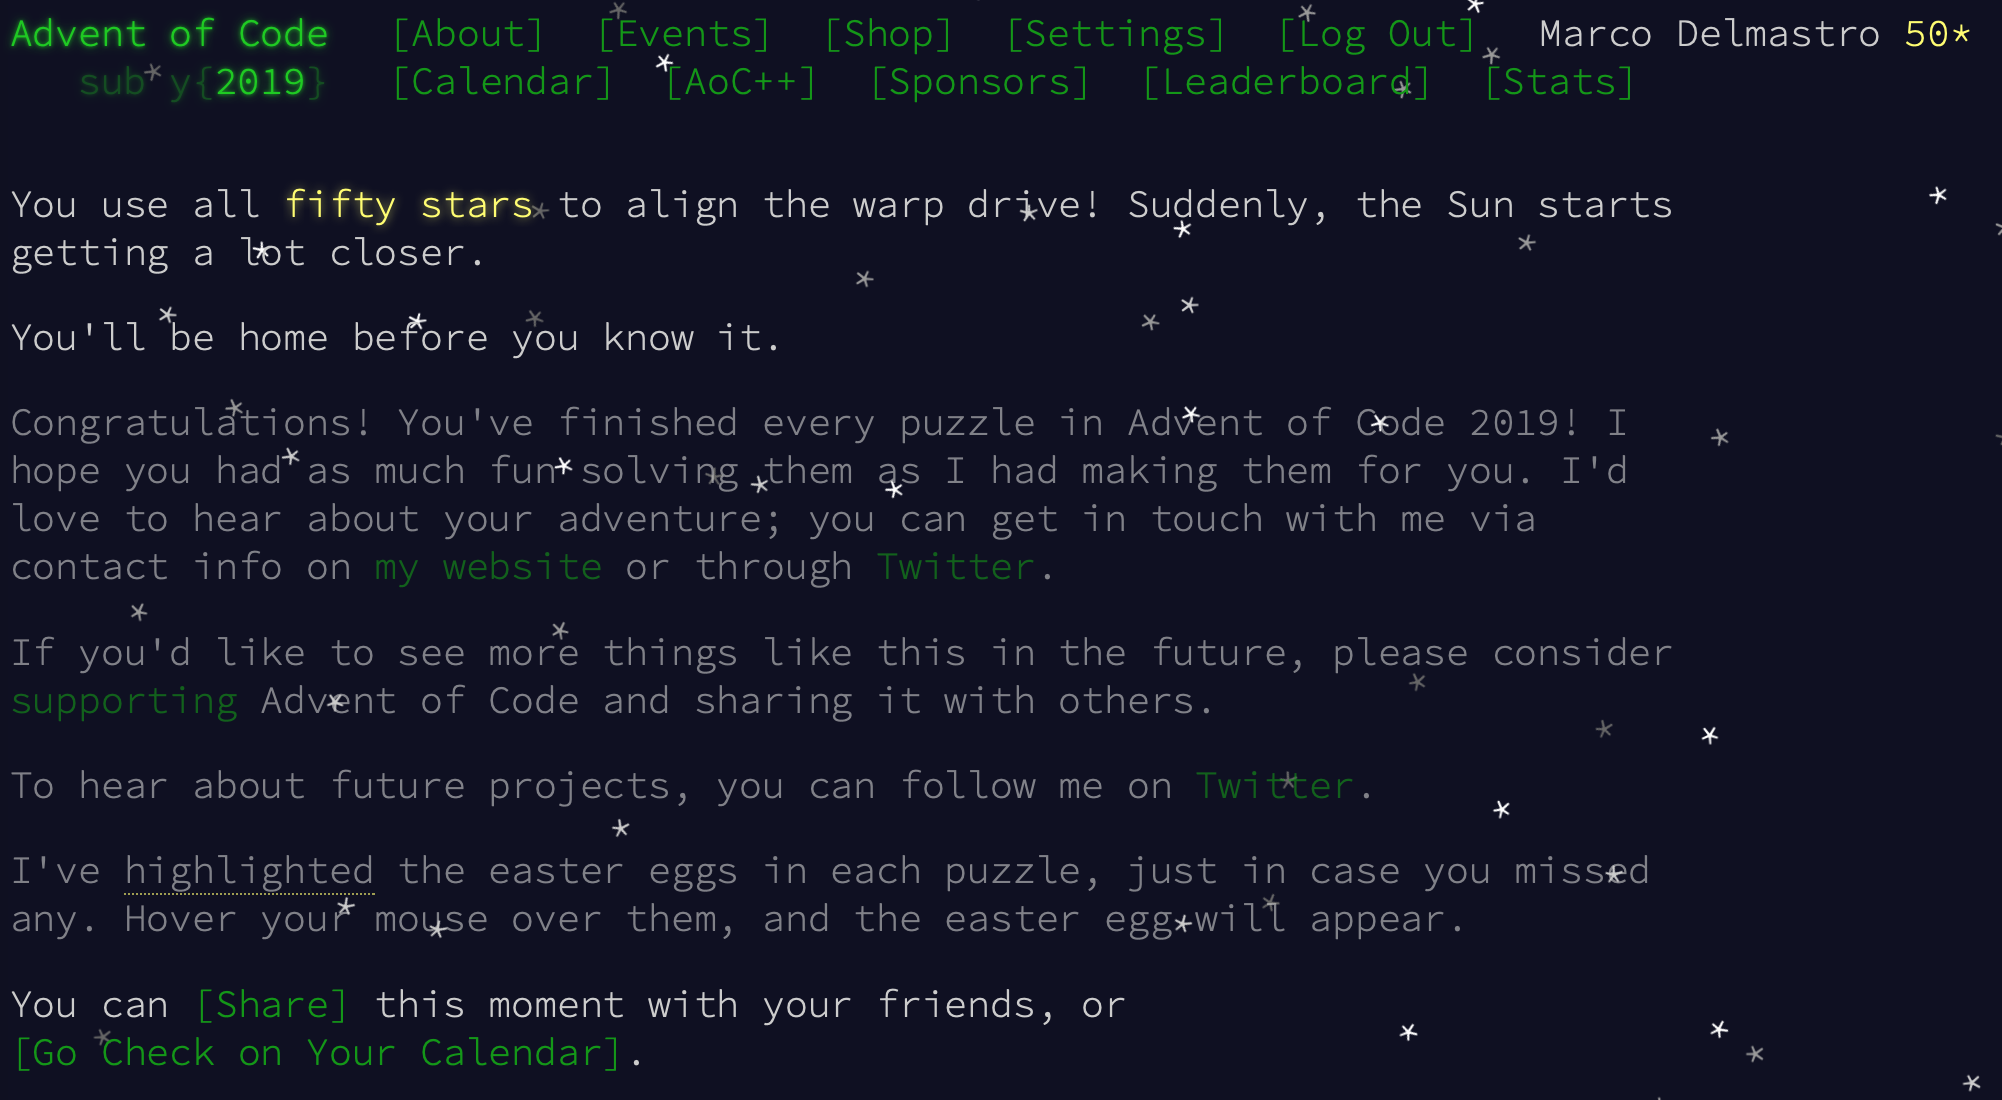 Advent of Code [About] [Events] [Shop] [Settings] [Log Out] Marco Delmastro 50*
sub y{2019} [Calendar] [AoC++] [Sponsors] [Leaderboard] [Stats]
You use all fifty stars to align the warp drive! Suddenly, the Sun starts
getting a lot closer.
You'll be home before you know it.
Congratulations! You've finished every puzzle in Advent of Code 2019! I
hope you had as much fun solving them as I had making them for you. I'd
love to hear about your adventure; you can get in touch with me via
contact info on my website or through Twitter.
If you'd like to see more things like this in the future, please consider
supporting Advent of Code and sharing it with others.
To hear about future projects, you can follow me on Twitter.
I've highlighted the easter eggs in each puzzle, just in case you missed
any. Hover your mouse over them, and the easter egg will appear.
You can [Share] this moment with your friends, or
[Go Check on Your Calendar].